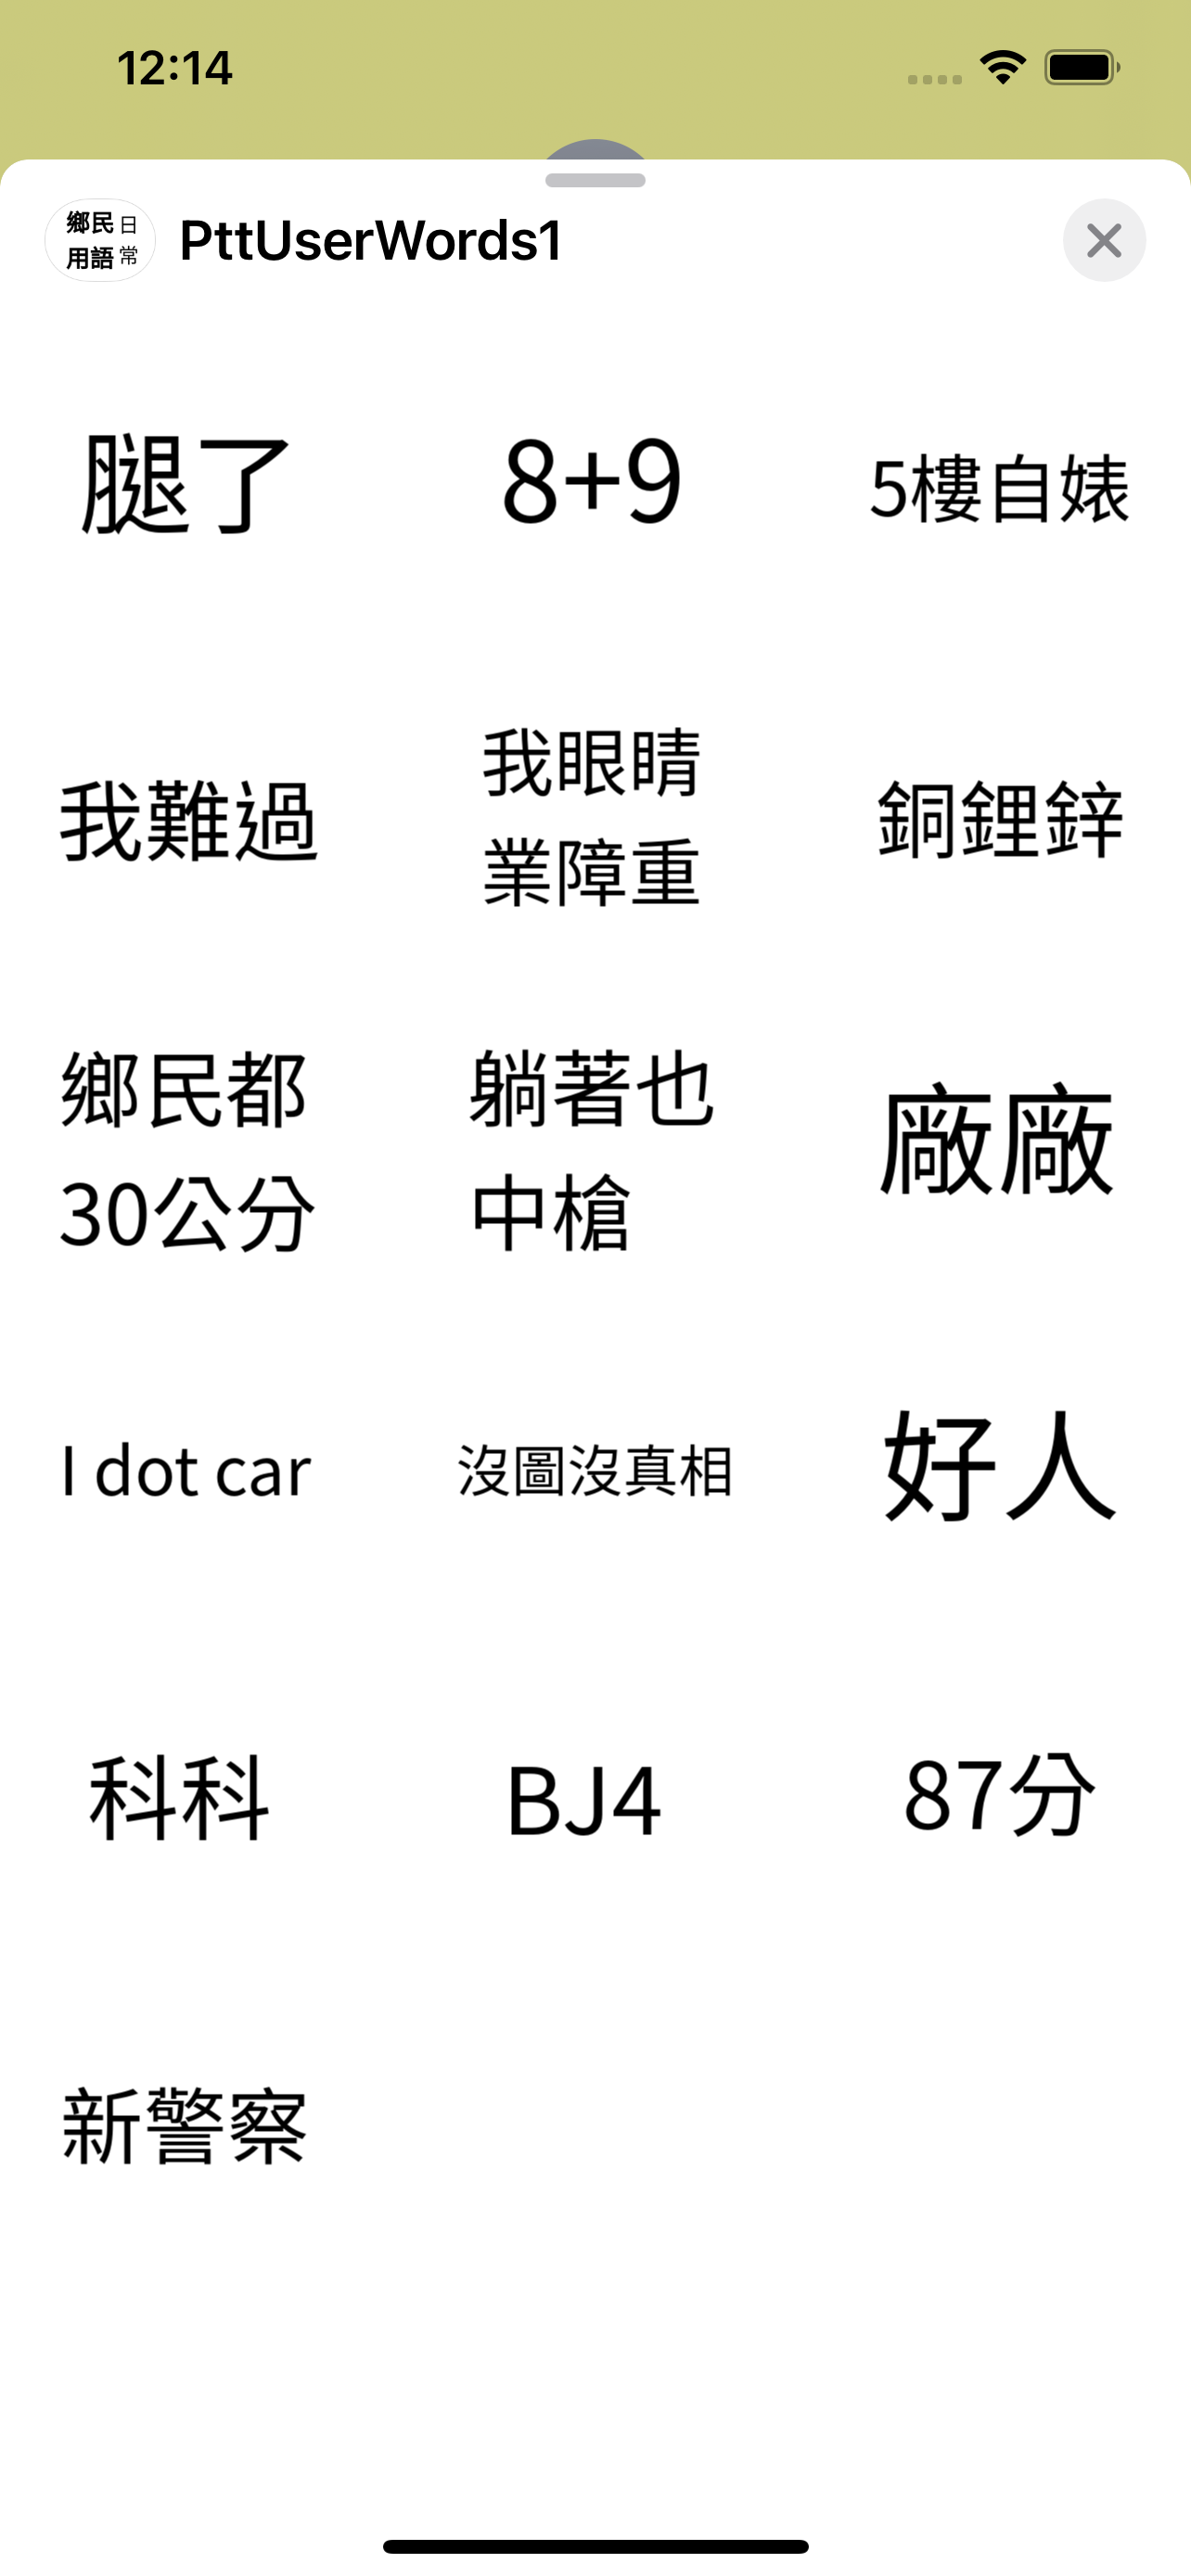 12:14
鄉民日
用語常
PttUserWords1
腿了
8+9
5樓自婊
我難過
我眼睛
業障重
銅鋰鋅
鄉民都
30公分
躺著也
中槍
廠廠
I dot car
沒圖沒真相
好人
科科
BJ4
87分
新警察